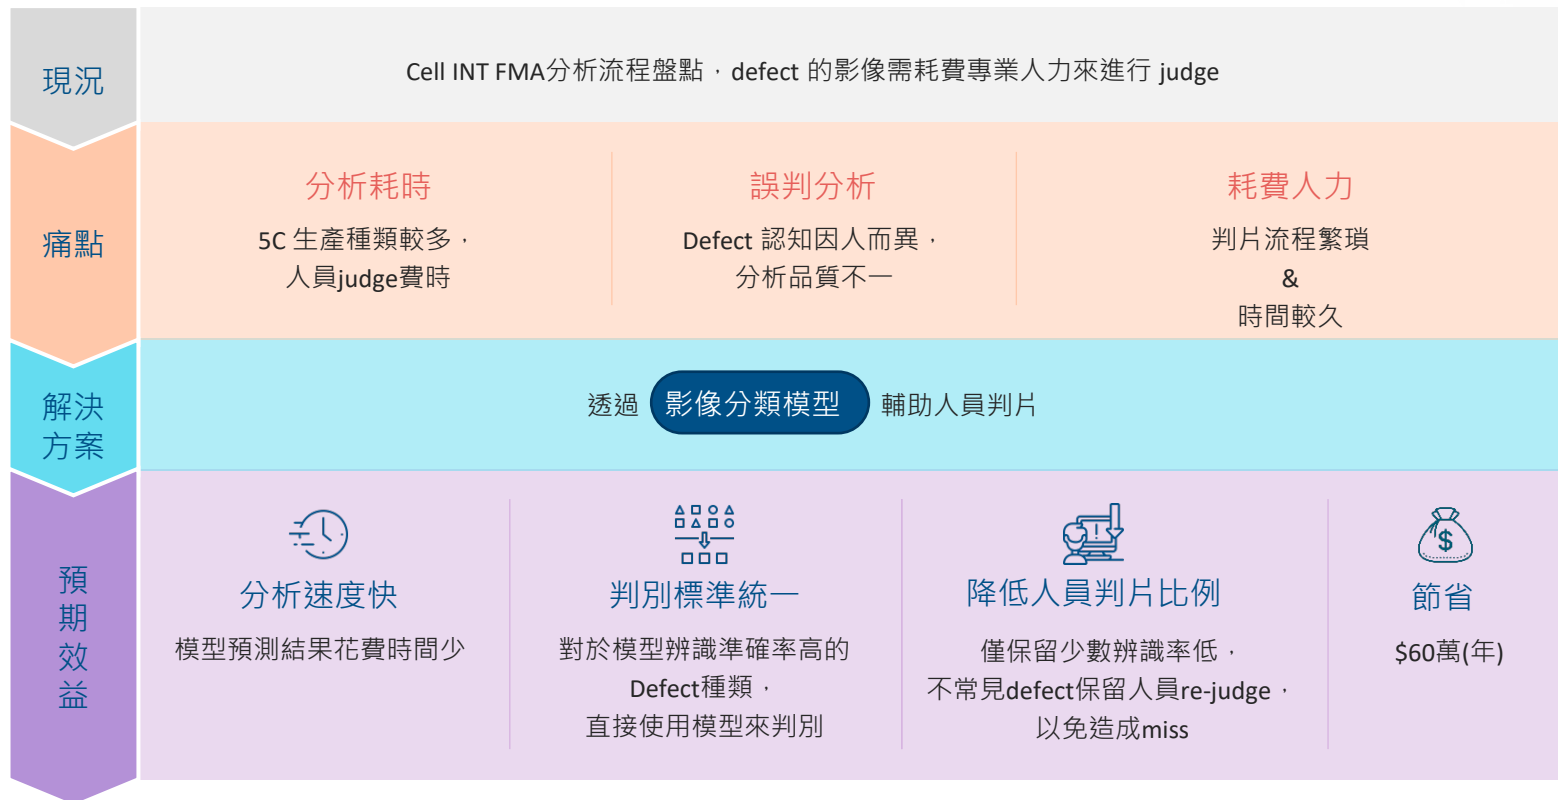 現況
Cell INT FMA分析流程盤點，defect 的影像需耗費專業人力來進行 judge
痛點
分析耗時
5C 生產種類較多，
人員judge費時
誤判分析
Defect 認知因人而異，
分析品質不一
耗費人力
判片流程繁瑣
&
時間較久
解決
方案
透過 影像分類模型 輔助人員判片
預
期
效
益
分析速度快
模型預測結果花費時間少
判別標準統一
對於模型辨識準確率高的
Defect種類，
直接使用模型來判別
降低人員判片比例
僅保留少數辨識率低，
不常見defect保留人員re-judge，
以免造成miss
$
節省
$60萬(年)